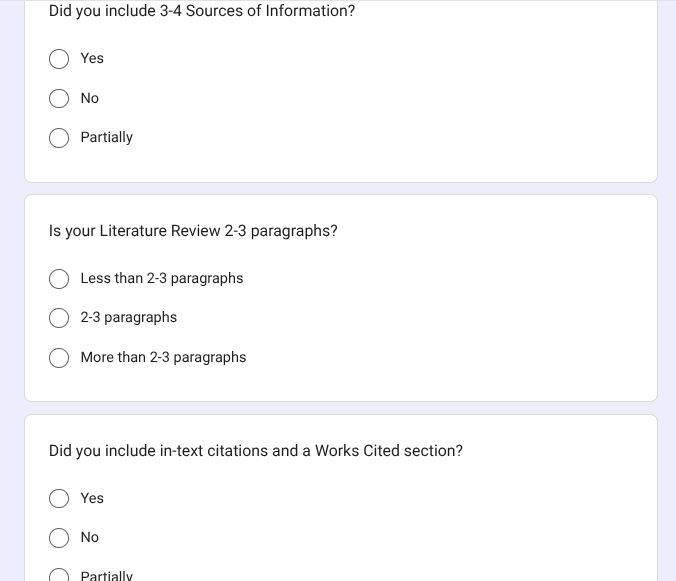 Did you include 3-4 Sources of Information?
Yes
No
Partially
Is your Literature Review 2-3 paragraphs?
Less than 2-3 paragraphs
2-3 paragraphs
More than 2-3 paragraphs
Did you include in-text citations and a Works Cited section?
Yes
No
Partially